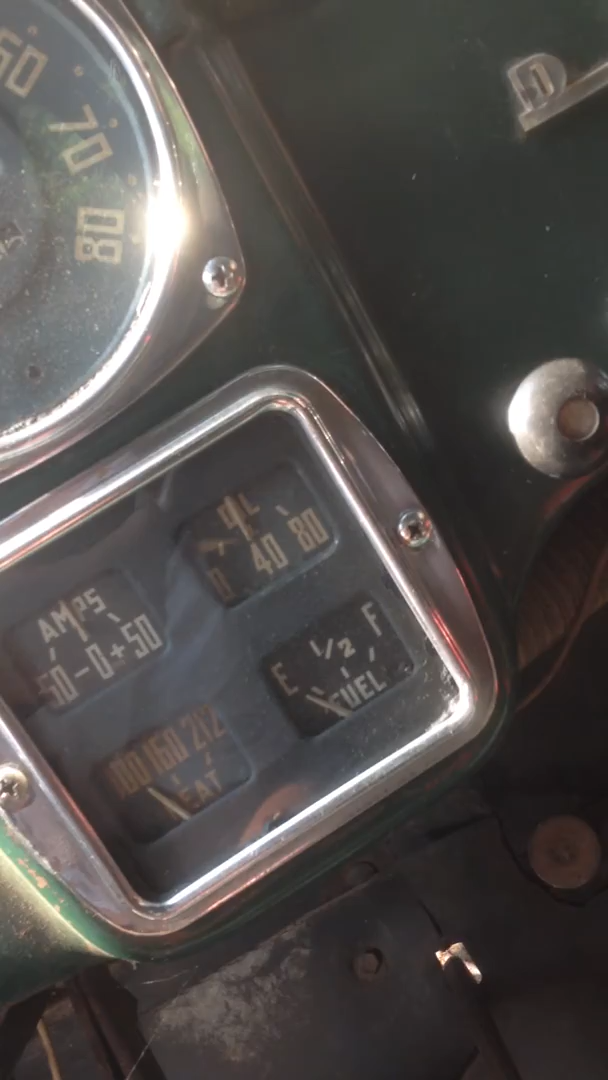 60
70
80
D
OIL
0 40 80
AMPS
50-0+50
E 1/2 F
FUEL
100 160 212
HEAT